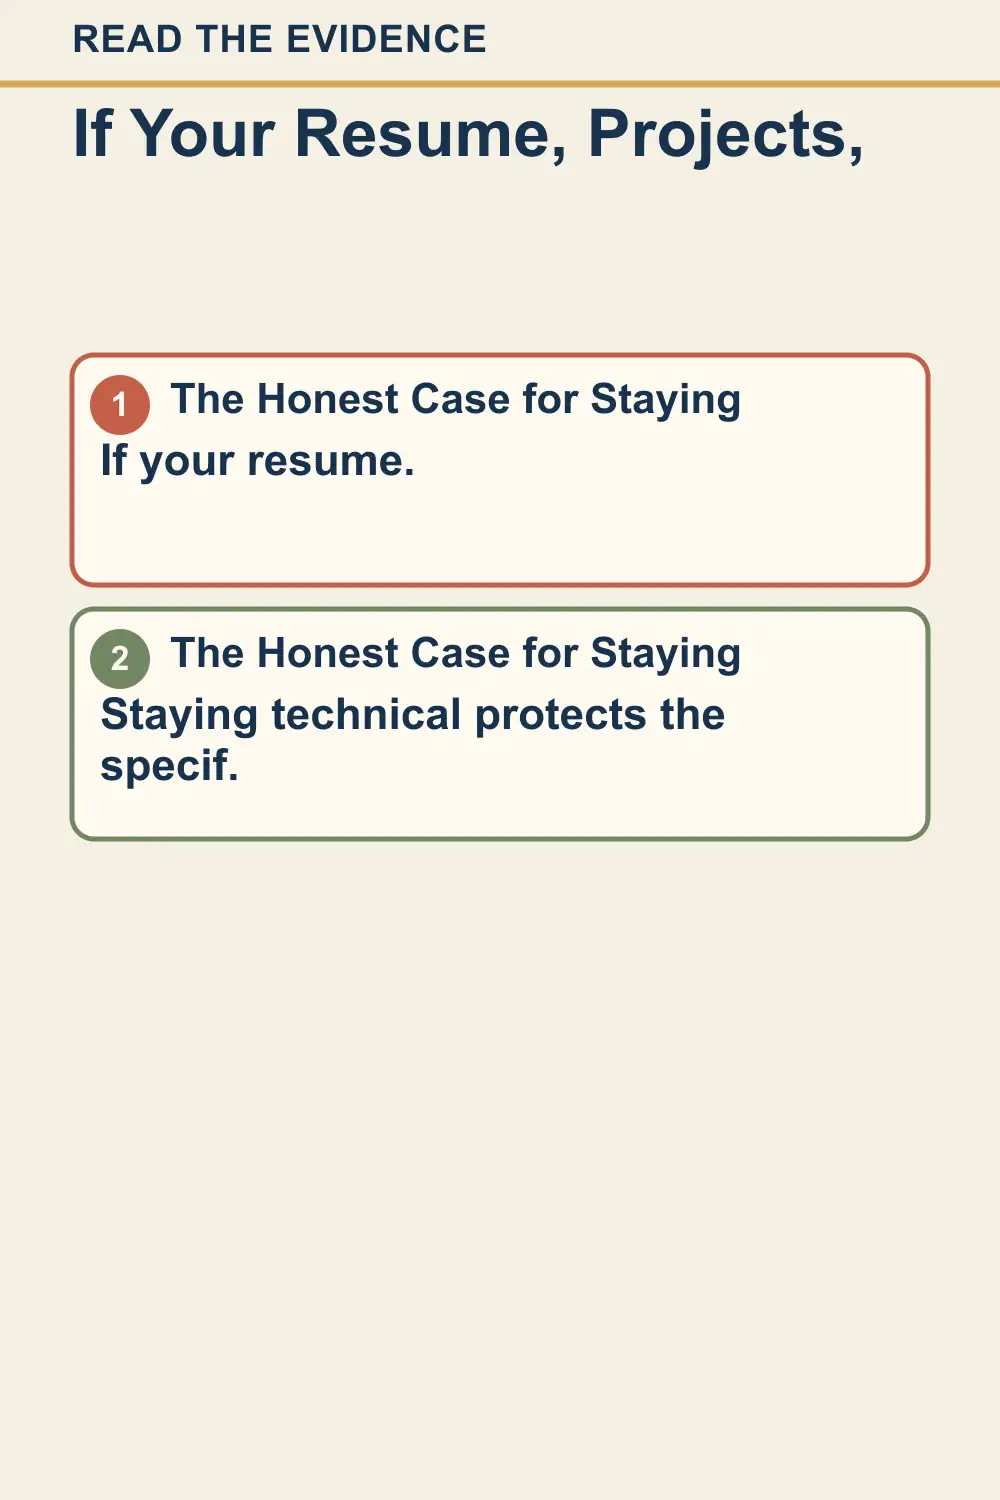 READ THE EVIDENCE
If Your Resume, Projects,
1 The Honest Case for Staying
If your resume.
2 The Honest Case for Staying
Staying technical protects the
specif.